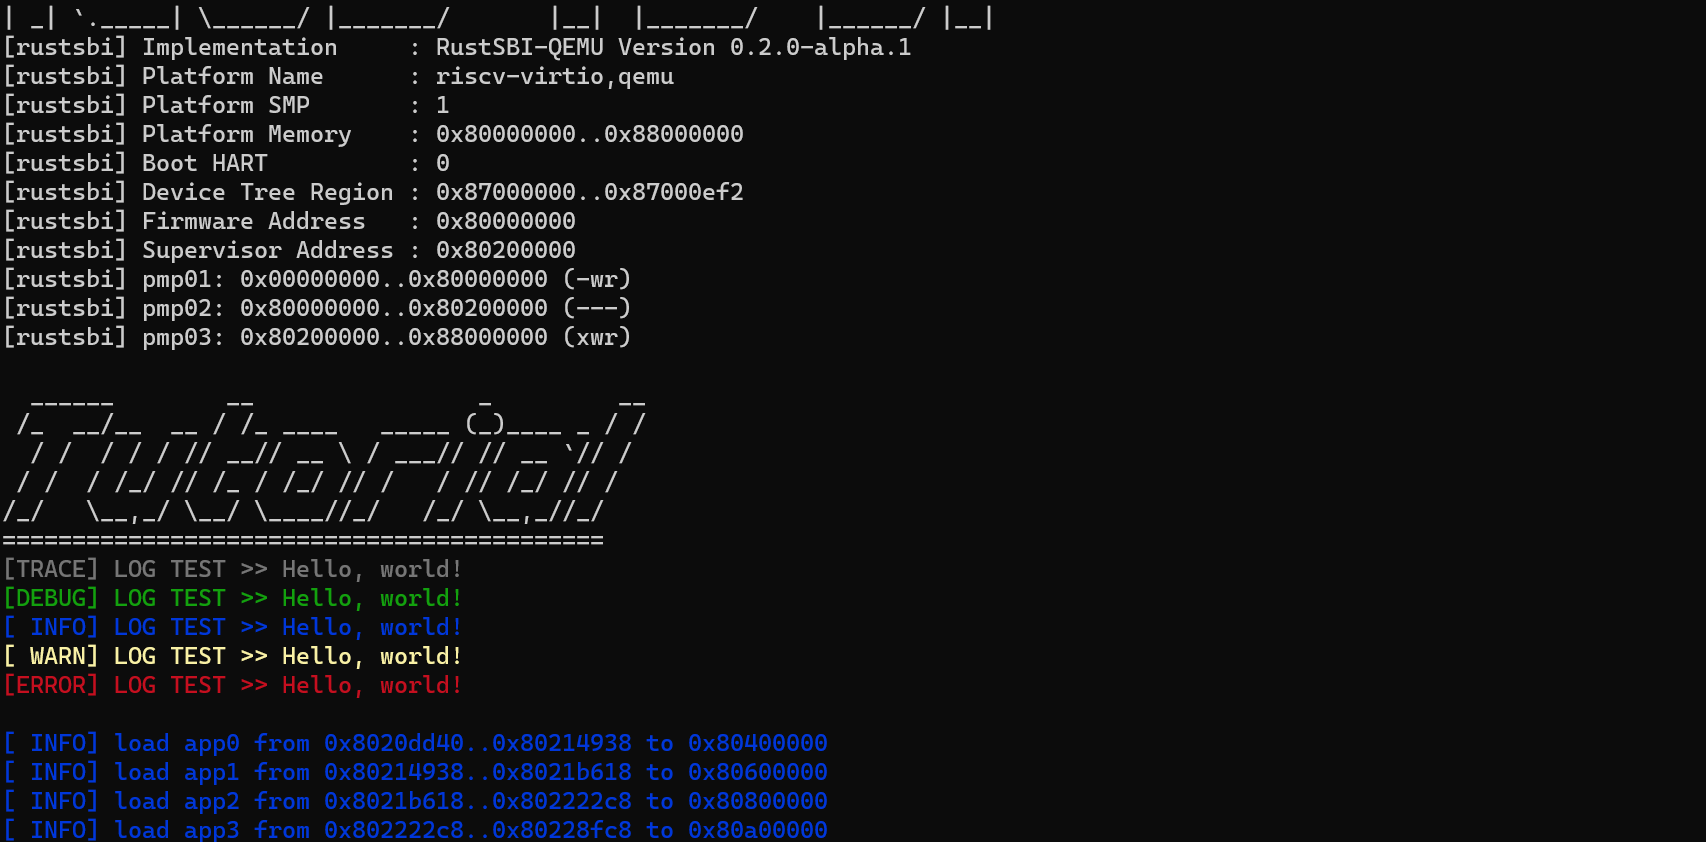 | _| `._____| \______/ |_______/       |__|  |_______/    |______/ |__|
[rustsbi] Implementation     : RustSBI-QEMU Version 0.2.0-alpha.1
[rustsbi] Platform Name      : riscv-virtio,qemu
[rustsbi] Platform SMP       : 1
[rustsbi] Platform Memory    : 0x80000000..0x88000000
[rustsbi] Boot HART          : 0
[rustsbi] Device Tree Region : 0x87000000..0x87000ef2
[rustsbi] Firmware Address   : 0x80000000
[rustsbi] Supervisor Address : 0x80200000
[rustsbi] pmp01: 0x00000000..0x80000000 (-wr)
[rustsbi] pmp02: 0x80000000..0x80200000 (---)
[rustsbi] pmp03: 0x80200000..0x88000000 (xwr)

  ______        __                _         __
 /_  __/__  __ / /_ ____   _____ (_)____ _ / /
  / /  / / / // __// __ \ / ___// // __ `// /
 / /  / /_/ // /_ / /_/ // /   / // /_/ // /
/_/   \__,_/ \__/ \____//_/   /_/ \__,_//_/
===========================================
[TRACE] LOG TEST >> Hello, world!
[DEBUG] LOG TEST >> Hello, world!
[ INFO] LOG TEST >> Hello, world!
[ WARN] LOG TEST >> Hello, world!
[ERROR] LOG TEST >> Hello, world!

[ INFO] load app0 from 0x8020dd40..0x80214938 to 0x80400000
[ INFO] load app1 from 0x80214938..0x8021b618 to 0x80600000
[ INFO] load app2 from 0x8021b618..0x802222c8 to 0x80800000
[ INFO] load app3 from 0x802222c8..0x80228fc8 to 0x80a00000